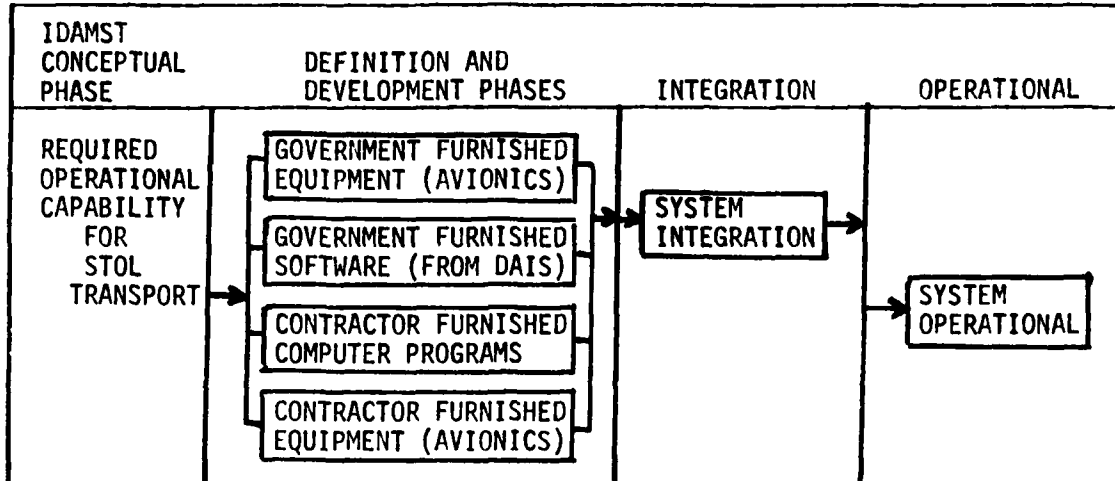 IDAMST
CONCEPTUAL
PHASE
DEFINITION AND
DEVELOPMENT PHASES
INTEGRATION
OPERATIONAL
REQUIRED
OPERATIONAL
CAPABILITY
FOR
STOL
TRANSPORT
GOVERNMENT FURNISHED
EQUIPMENT (AVIONICS)
GOVERNMENT FURNISHED
SOFTWARE (FROM DAIS)
CONTRACTOR FURNISHED
COMPUTER PROGRAMS
CONTRACTOR FURNISHED
EQUIPMENT (AVIONICS)
SYSTEM
INTEGRATION
SYSTEM
OPERATIONAL